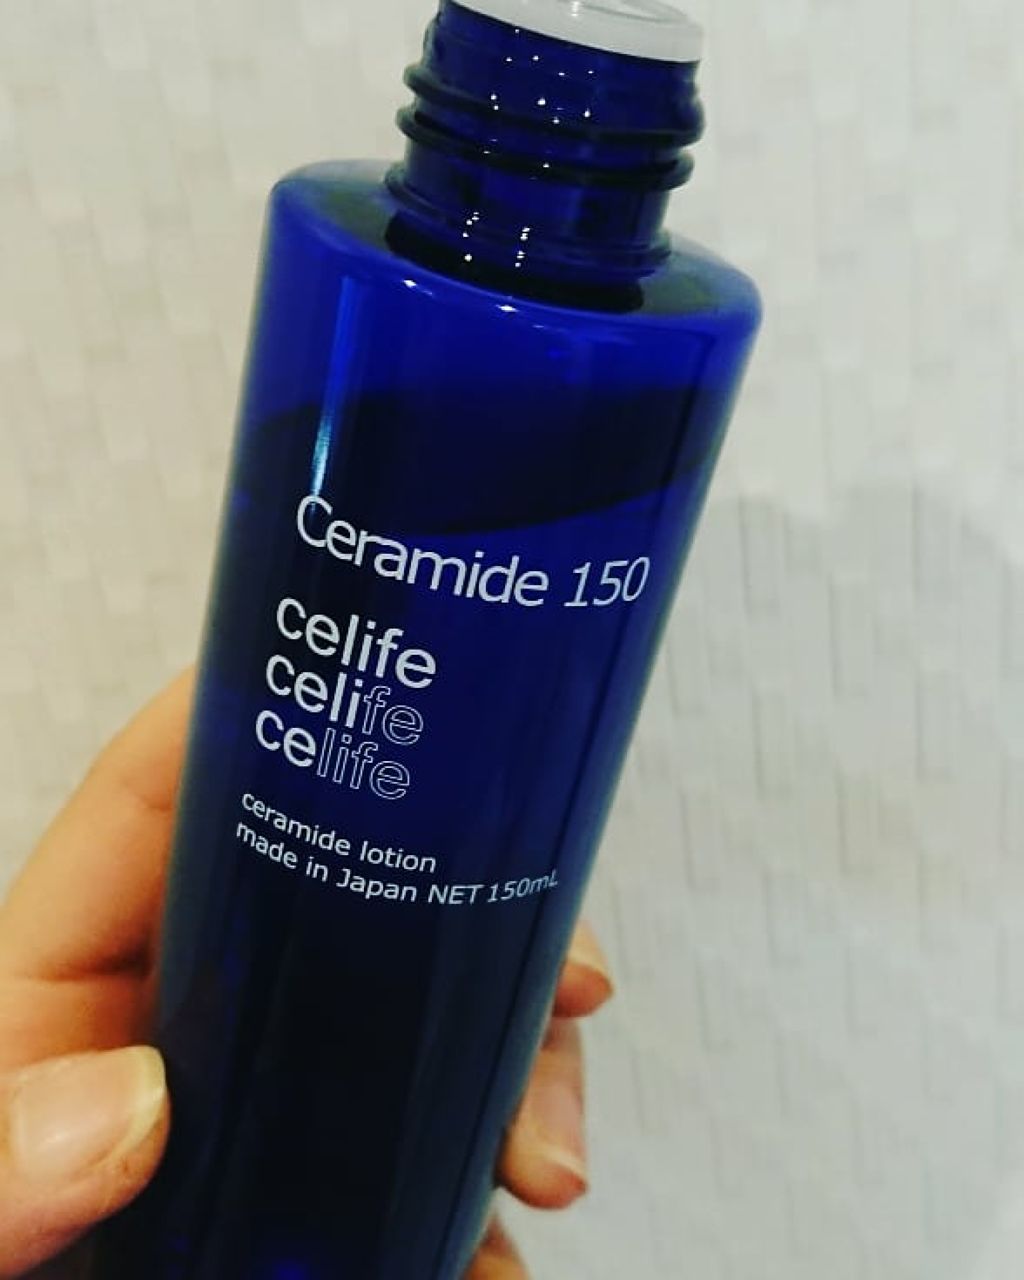 Ceramide 150
celife
celife
celife
ceramide lotion
made in Japan NET 150mL